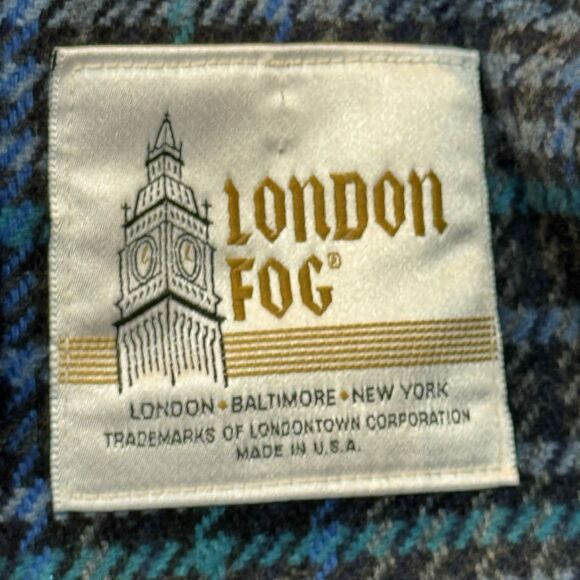 LONDON
FOG®
LONDON◆BALTIMORE◆NEW YORK
TRADEMARKS OF LONDONTOWN CORPORATION
MADE IN U.S.A.